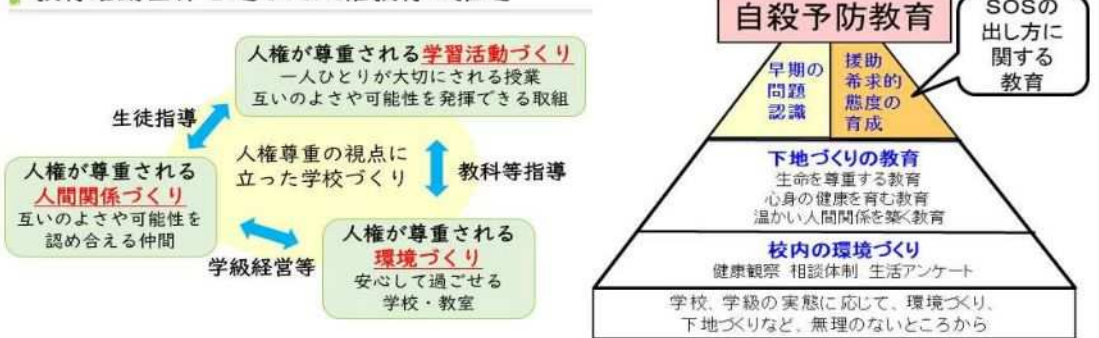 人権が尊重される学習活動づくり
一人ひとりが大切にされる授業
互いのよさや可能性を発揮できる取組
生徒指導
人権尊重の視点に
立った学校づくり
教科等指導
人権が尊重される
人間関係づくり
互いのよさや可能性を
認め合える仲間
学級経営等
人権が尊重される
環境づくり
安心して過ごせる
学校・教室
自殺予防教育
SOSの
出し方に
関する
教育
早期の
問題
認識
援助
希求的
態度の
育成
下地づくりの教育
生命を尊重する教育
心身の健康を育む教育
温かい人間関係を築く教育
校内の環境づくり
健康観察 相談体制 生活アンケート
学校、学級の実態に応じて、環境づくり、
下地づくりなど、無理のないところから